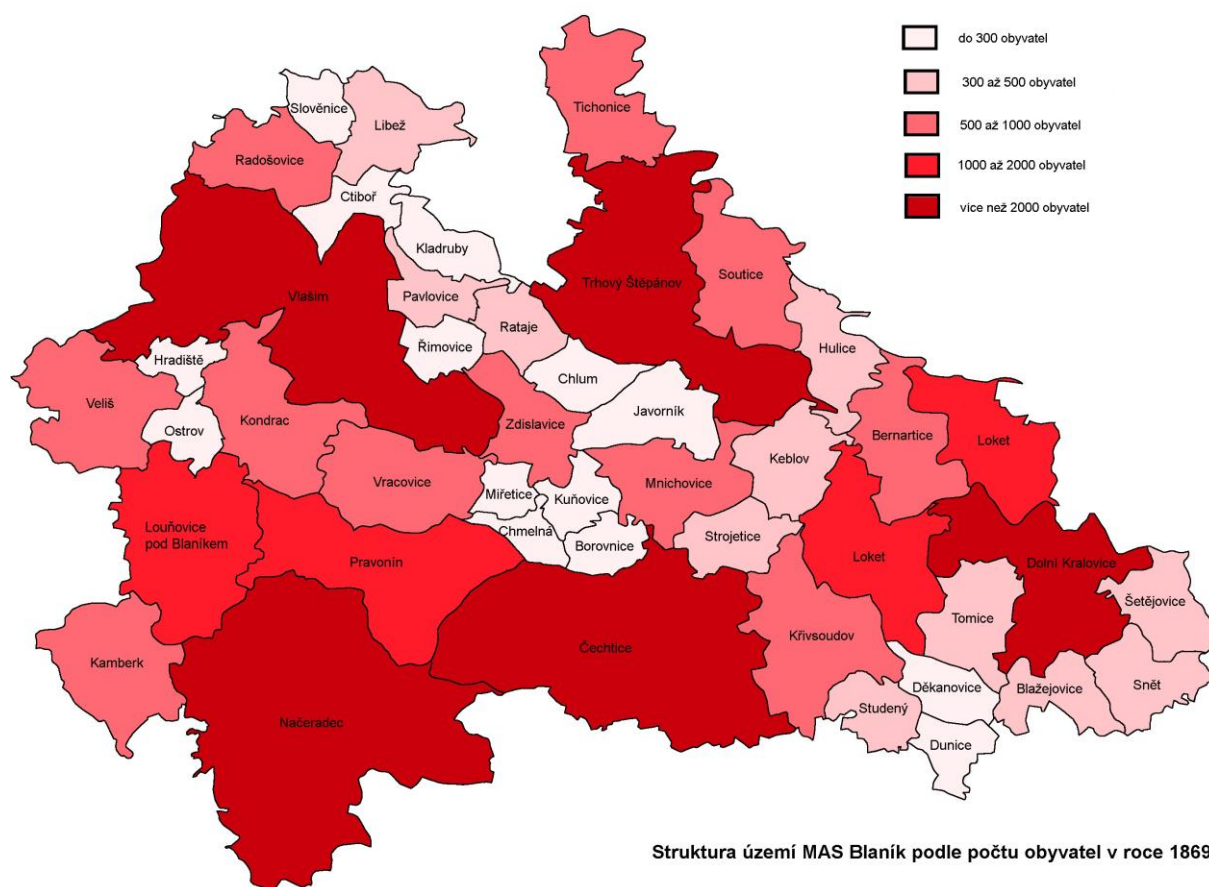 do 300 obyvatel
300 až 500 obyvatel
500 až 1000 obyvatel
1000 až 2000 obyvatel
více než 2000 obyvatel
Tichonice
Slověnice
Libež
Radošovice
Ctiboř
Kladruby
Trhový Štěpánov
Soutice
Vlašim
Pavlovice
Rataje
Hulice
Hradiště
Římovice
Chlum
Veliš
Javorník
Kondrac
Zdislavice
Ostrov
Bernartice
Loket
Keblov
Vracovice
Miřetice
Kuňovice
Mnichovice
Louňovice
pod Blaníkem
Chmelná
Borovnice
Strojetice
Pravonín
Loket
Dolní Kralovice
Šetějovice
Tomice
Křivsoudov
Čechtice
Kamberk
Děkanovice
Blažejovice
Snět
Studený
Načeradec
Dunice
Struktura území MAS Blaník podle počtu obyvatel v roce 1869